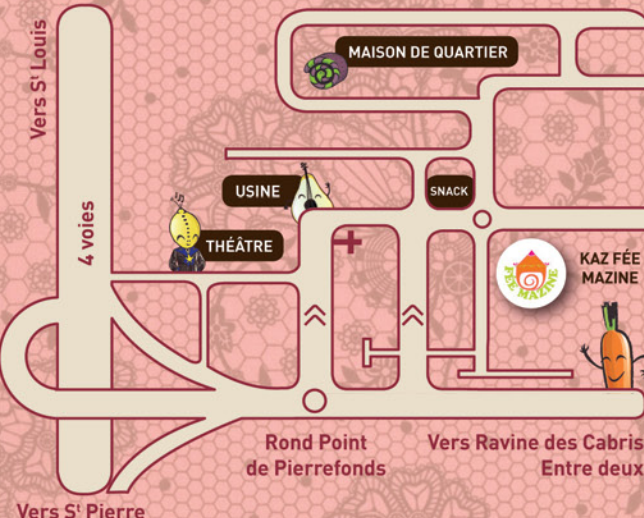 Vers Sᵗ Louis
4 voies
MAISON DE QUARTIER
USINE
SNACK
THÉÂTRE
FÉE MAZINE
KAZ FÉE
MAZINE
Rond Point
de Pierrefonds
Vers Ravine des Cabris
Entre deux
Vers Sᵗ Pierre